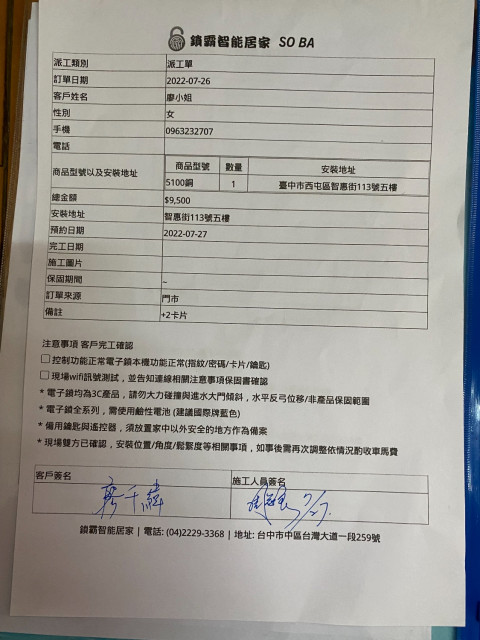 鎖霸智能居家 SO BA
派工類別 派工單
訂單日期 2022-07-26
客戶姓名 廖小姐
性別 女
手機 0963232707
電話
商品型號以及安裝地址
商品型號 數量 安裝地址
5100銅 1 臺中市西屯區智惠街113號五樓
總金額 $9,500
安裝地址 智惠街113號五樓
預約日期 2022-07-27
完工日期
施工圖片
保固期間 ~
訂單來源 門市
備註 +2卡片
注意事項 客戶完工確認
控制功能正常電子鎖本機功能正常(指紋/密碼/卡片/鑰匙)
現場wifi訊號測試，並告知連線相關注意事項保固書確認
* 電子鎖均為3C產品，請勿大力碰撞與進水大門傾斜，水平反弓位移/非產品保固範圍
* 電子鎖全系列，需使用鹼性電池 (建議國際牌藍色)
* 備用鑰匙與遙控器，須放置家中以外安全的地方作為備案
* 現場雙方已確認，安裝位置/角度/鬆緊度等相關事項，如事後需再次調整依情況酌收車馬費
客戶簽名 施工人員簽名
7/27.
鎖霸智能居家 | 電話: (04)2229-3368 | 地址: 台中市中區台灣大道一段259號